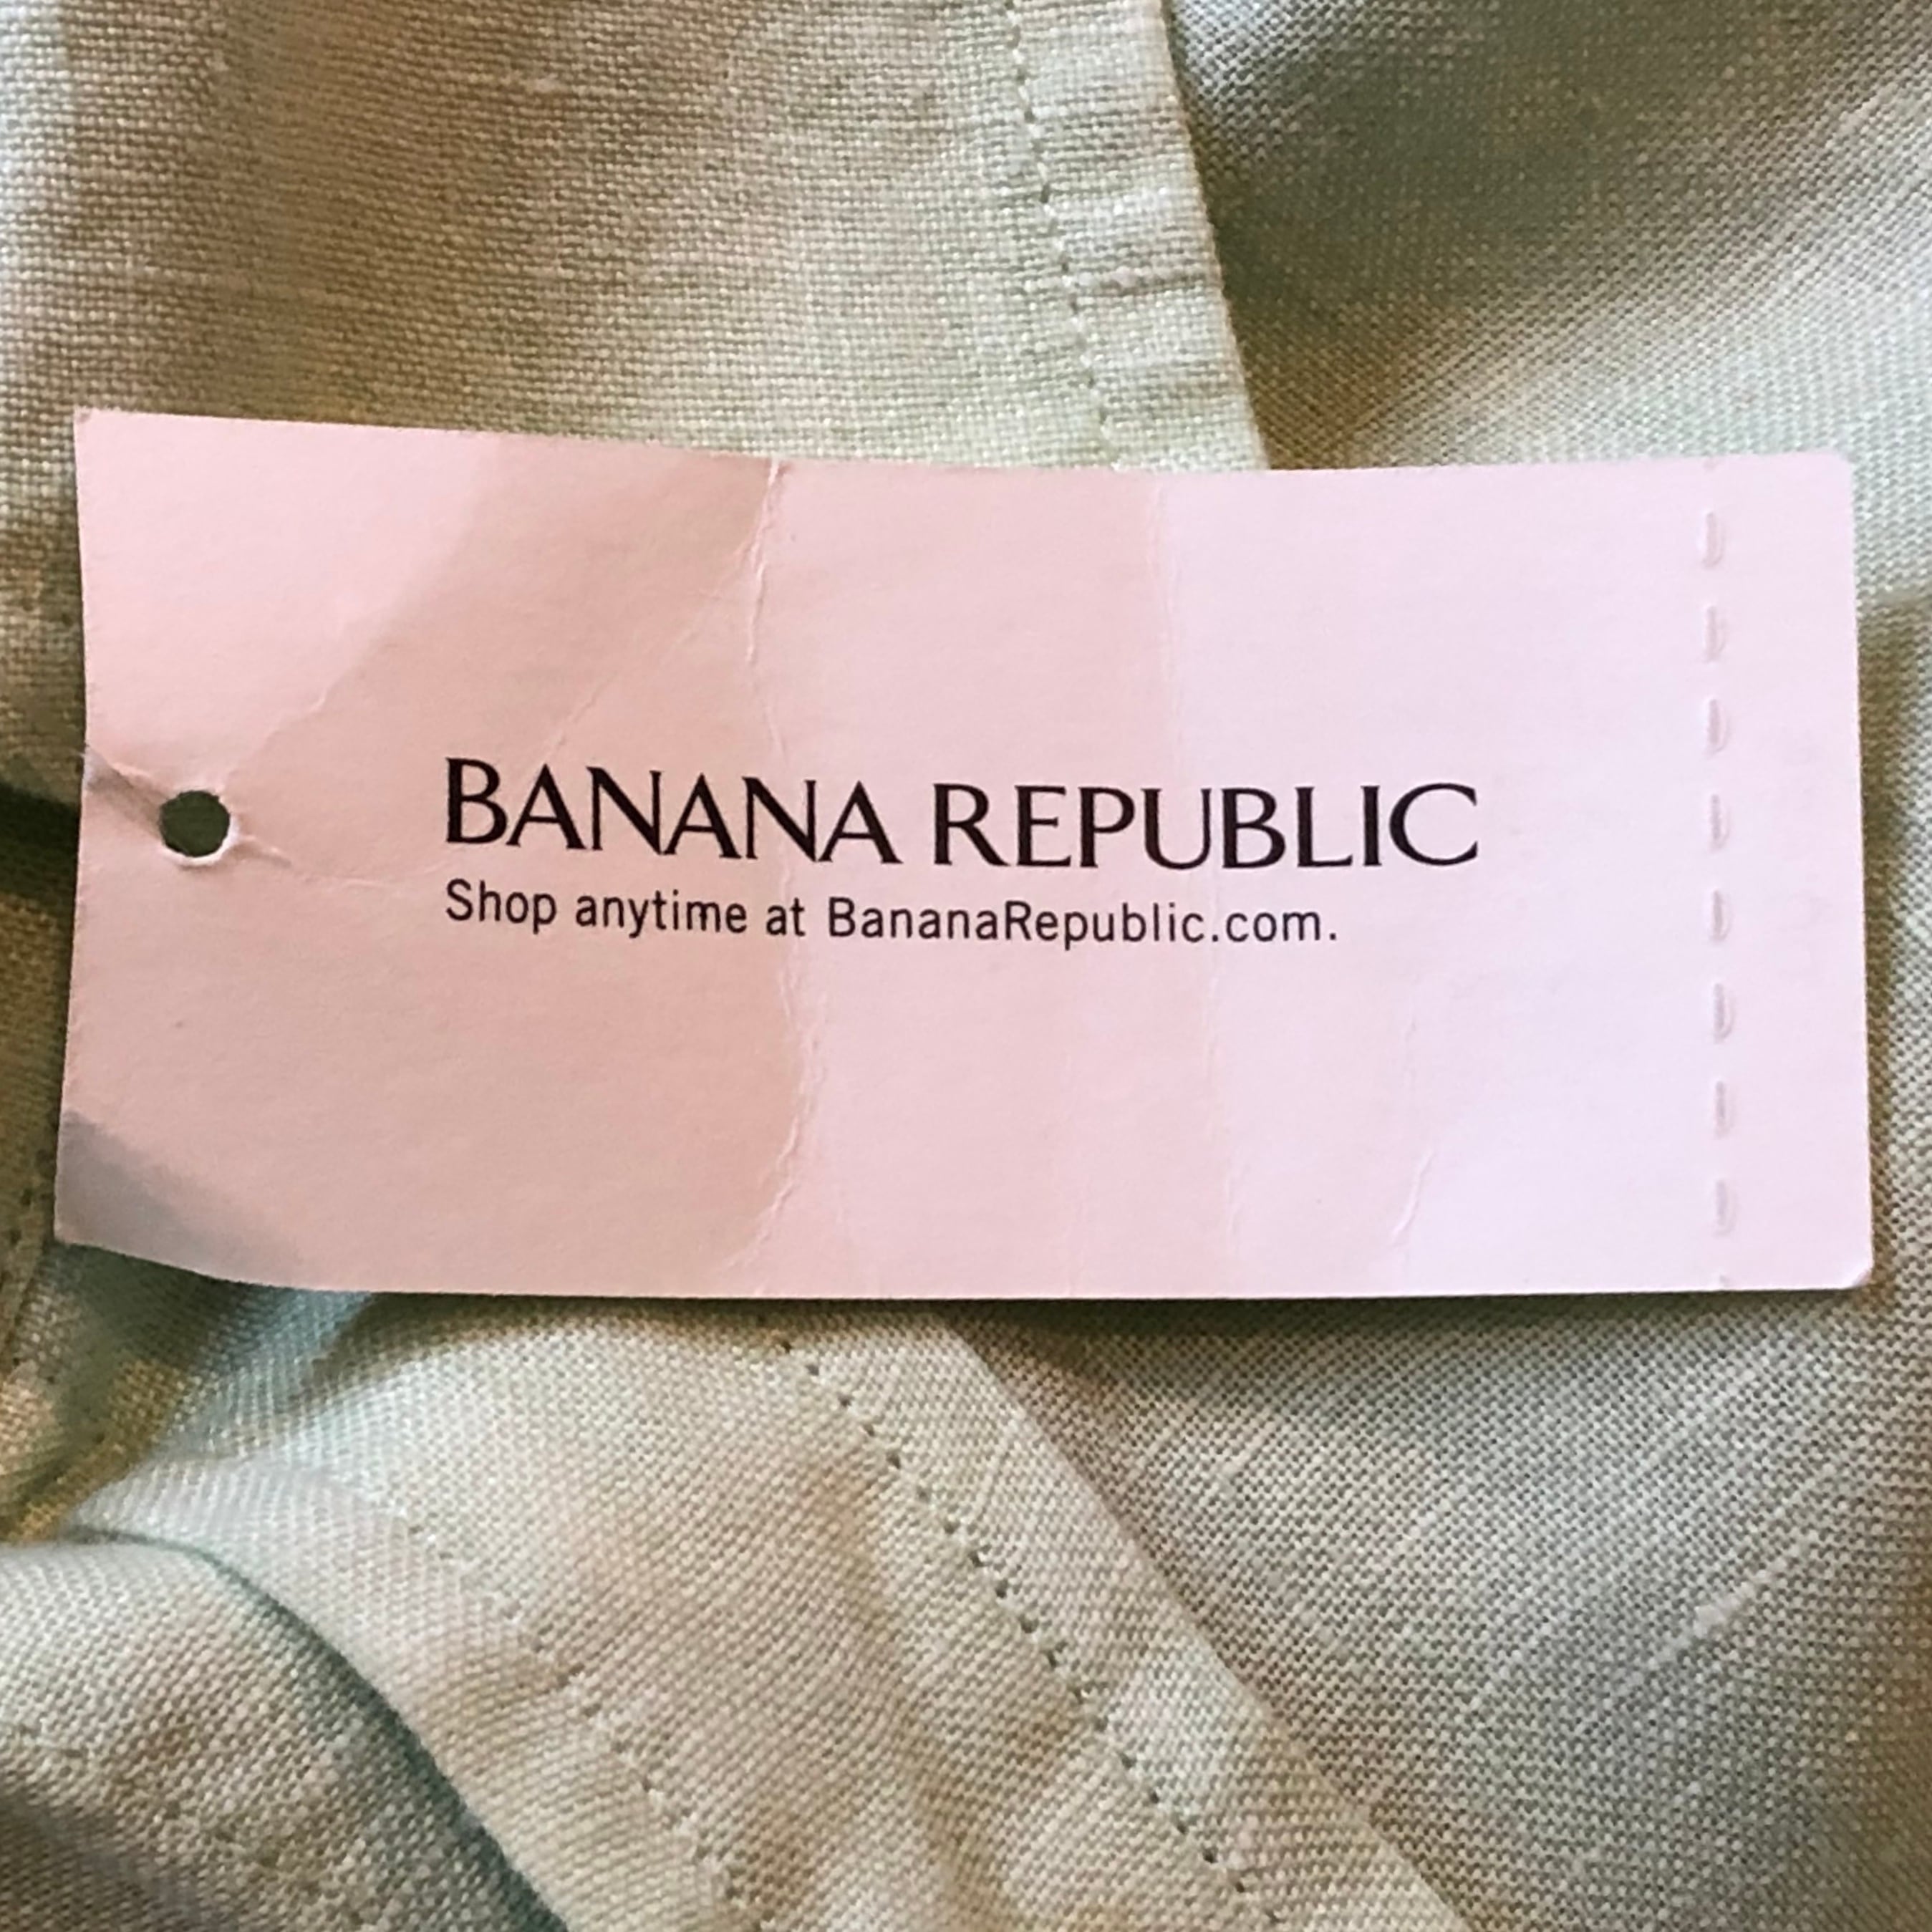 BANANA REPUBLIC
Shop anytime at BananaRepublic.com.